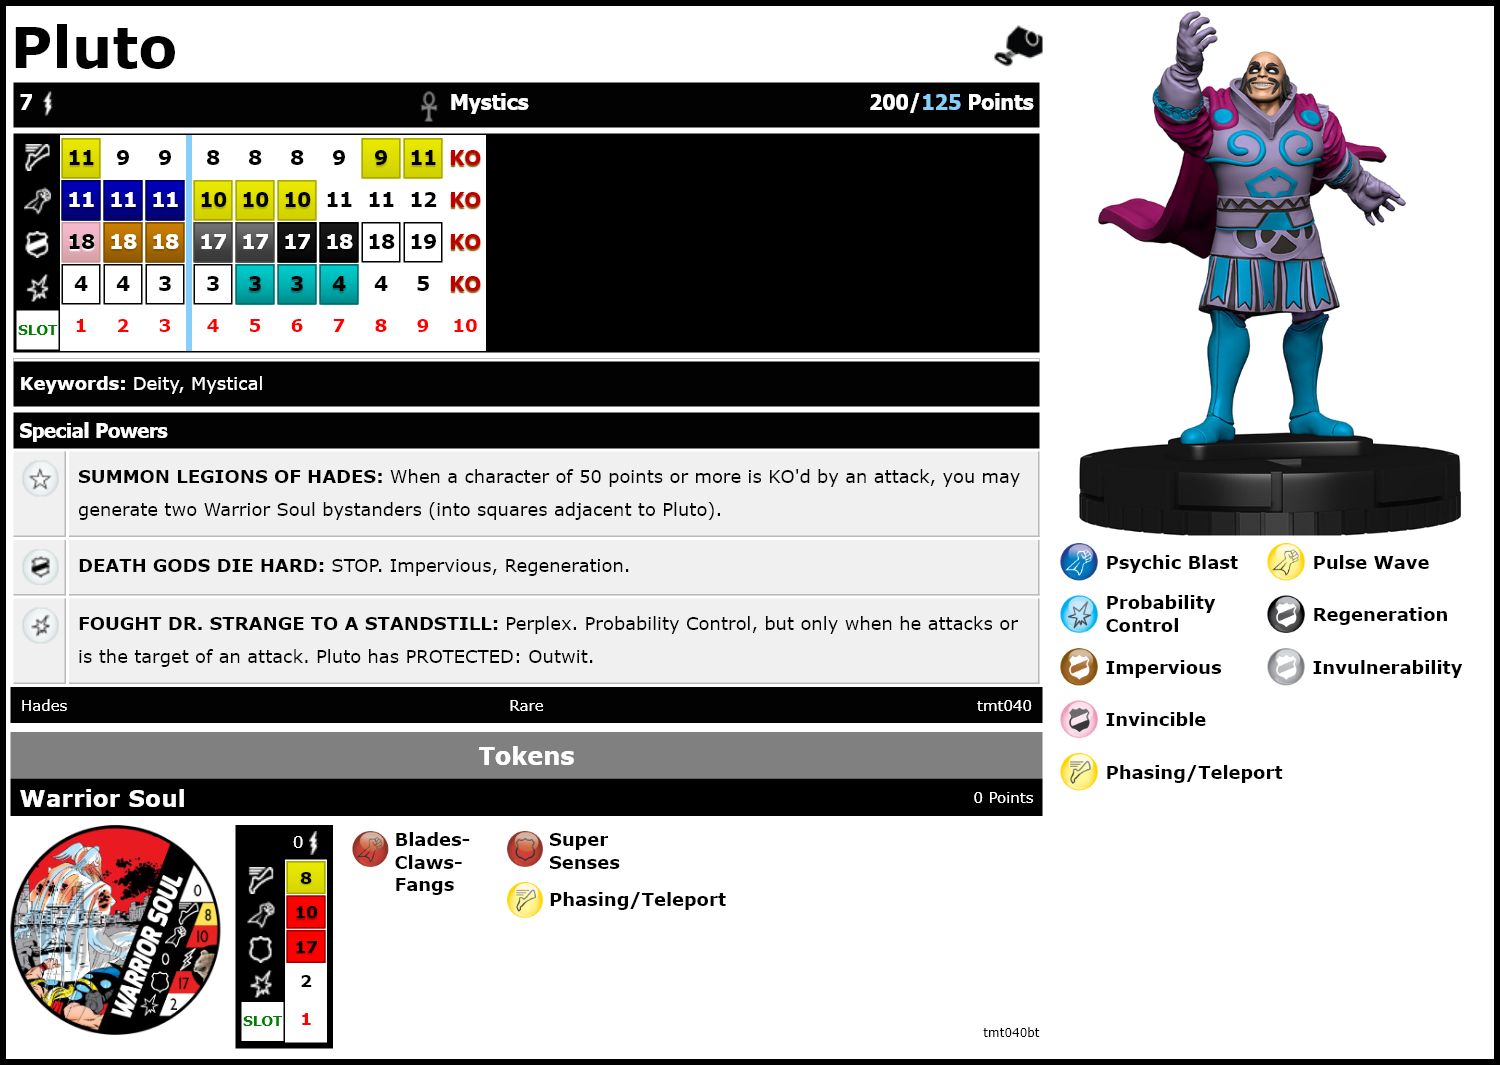 Pluto
7 Mystics 200/125 Points
11 9 9 8 8 8 9 9 11 KO
11 11 11 10 10 10 11 11 12 KO
18 18 18 17 17 17 18 18 19 KO
4 4 3 3 3 3 4 4 5 KO
SLOT 1 2 3 4 5 6 7 8 9 10
Keywords: Deity, Mystical
Special Powers
SUMMON LEGIONS OF HADES: When a character of 50 points or more is KO'd by an attack, you may
generate two Warrior Soul bystanders (into squares adjacent to Pluto).
DEATH GODS DIE HARD: STOP. Impervious, Regeneration.
FOUGHT DR. STRANGE TO A STANDSTILL: Perplex. Probability Control, but only when he attacks or
is the target of an attack. Pluto has PROTECTED: Outwit.
Hades Rare tmt040
Psychic Blast Pulse Wave
Probability
Control
Regeneration
Impervious Invulnerability
Invincible
Phasing/Teleport
Tokens
Warrior Soul 0 Points
WARRIOR SOUL
0
8
10
0
17
2
0
8
10
17
2
SLOT 1
Blades-
Claws-
Fangs
Super
Senses
Phasing/Teleport
tmt040bt